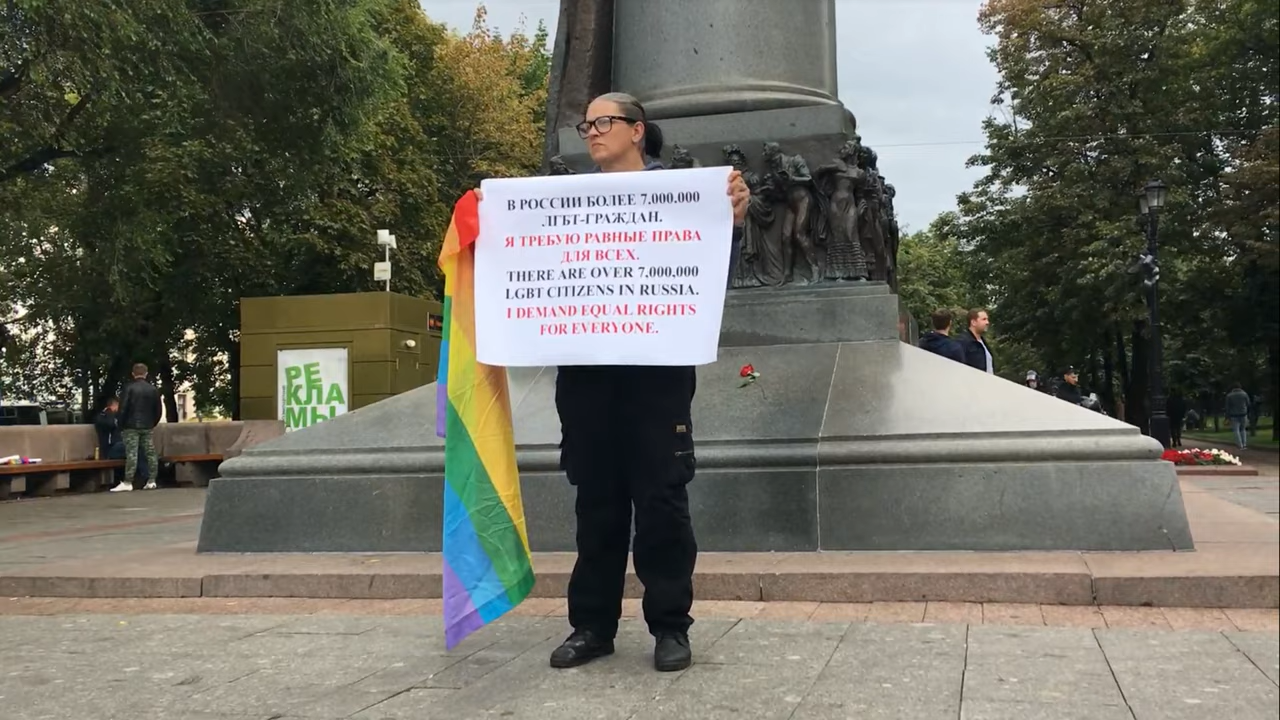 В РОССИИ БОЛЕЕ 7.000.000
ЛГБТ-ГРАЖДАН.
Я ТРЕБУЮ РАВНЫЕ ПРАВА
ДЛЯ ВСЕХ.
THERE ARE OVER 7,000,000
LGBT CITIZENS IN RUSSIA.
I DEMAND EQUAL RIGHTS
FOR EVERYONE.
РЕ
КЛА
МЫ